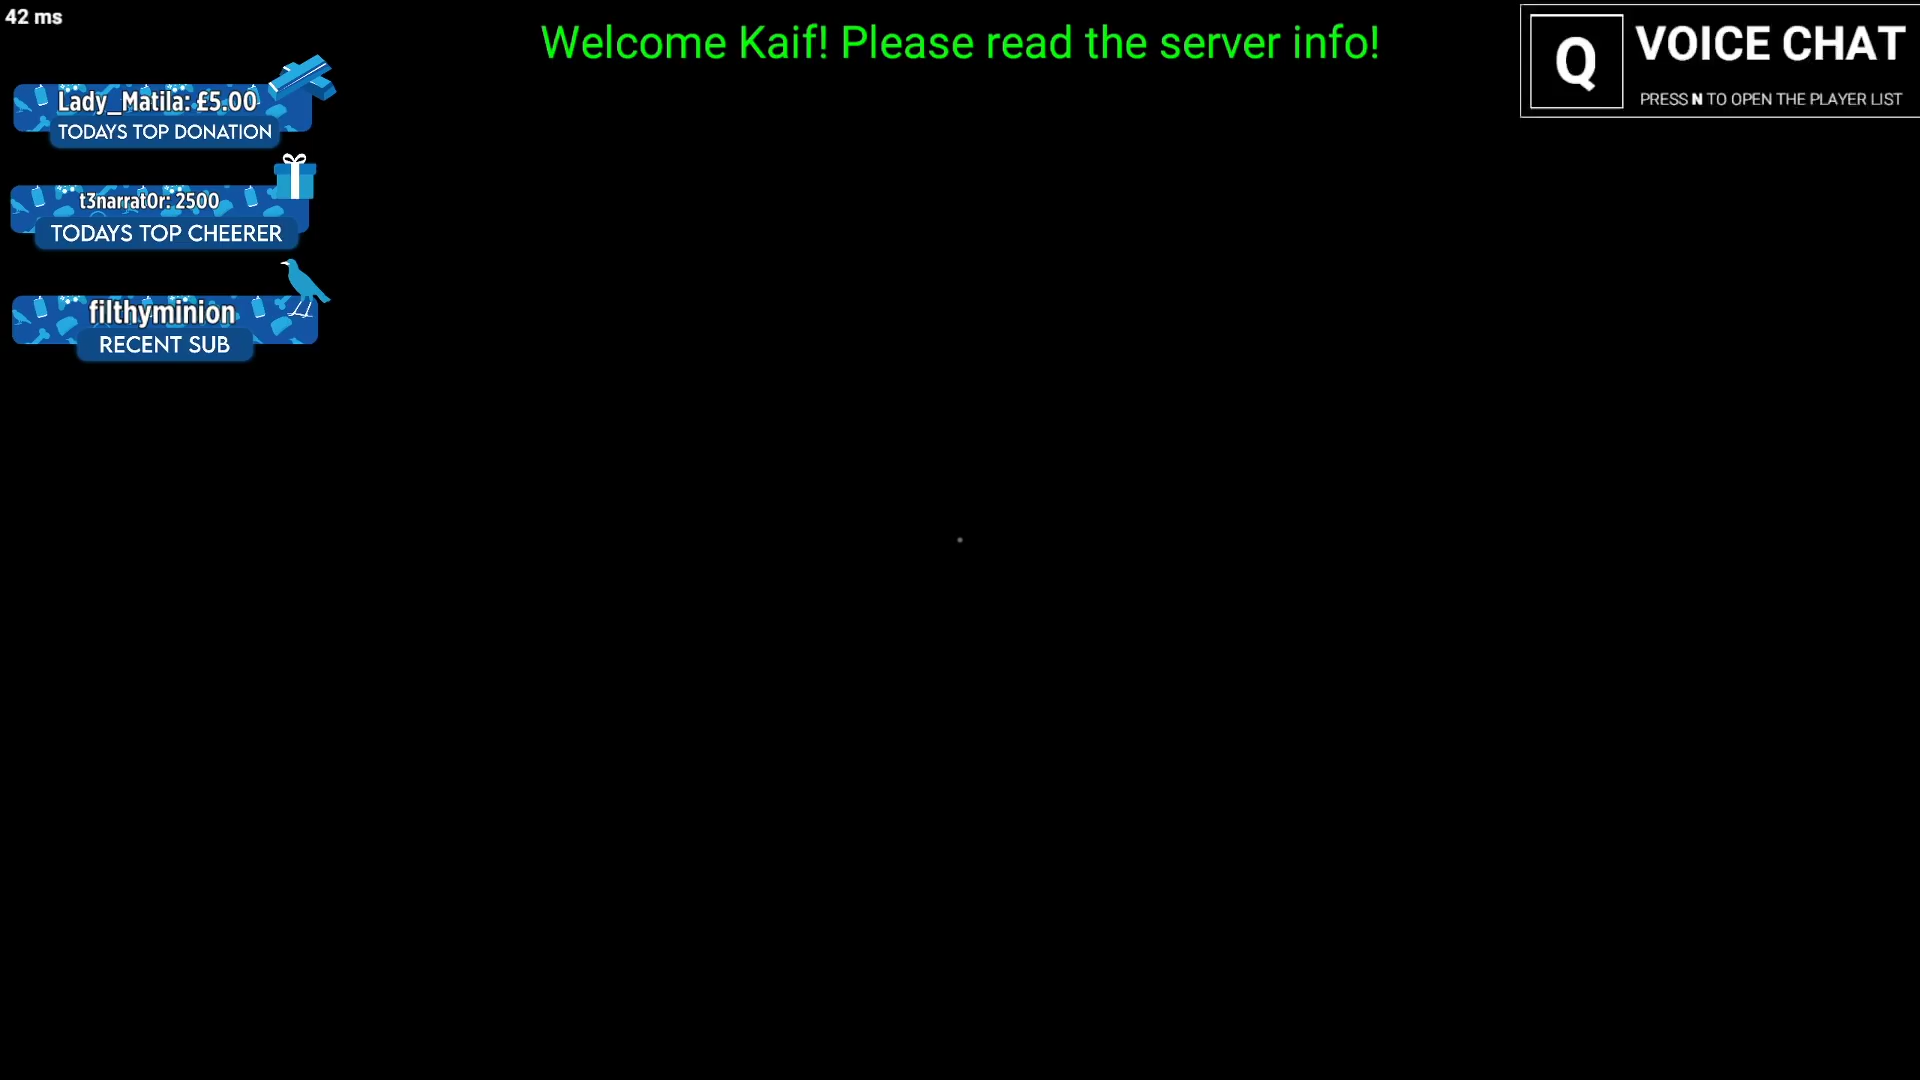 42 ms
Welcome Kaif! Please read the server info!
Q
VOICE CHAT
PRESS N TO OPEN THE PLAYER LIST
Lady_Matila: £5.00
TODAYS TOP DONATION
t3narrat0r: 2500
TODAYS TOP CHEERER
filthyminion
RECENT SUB